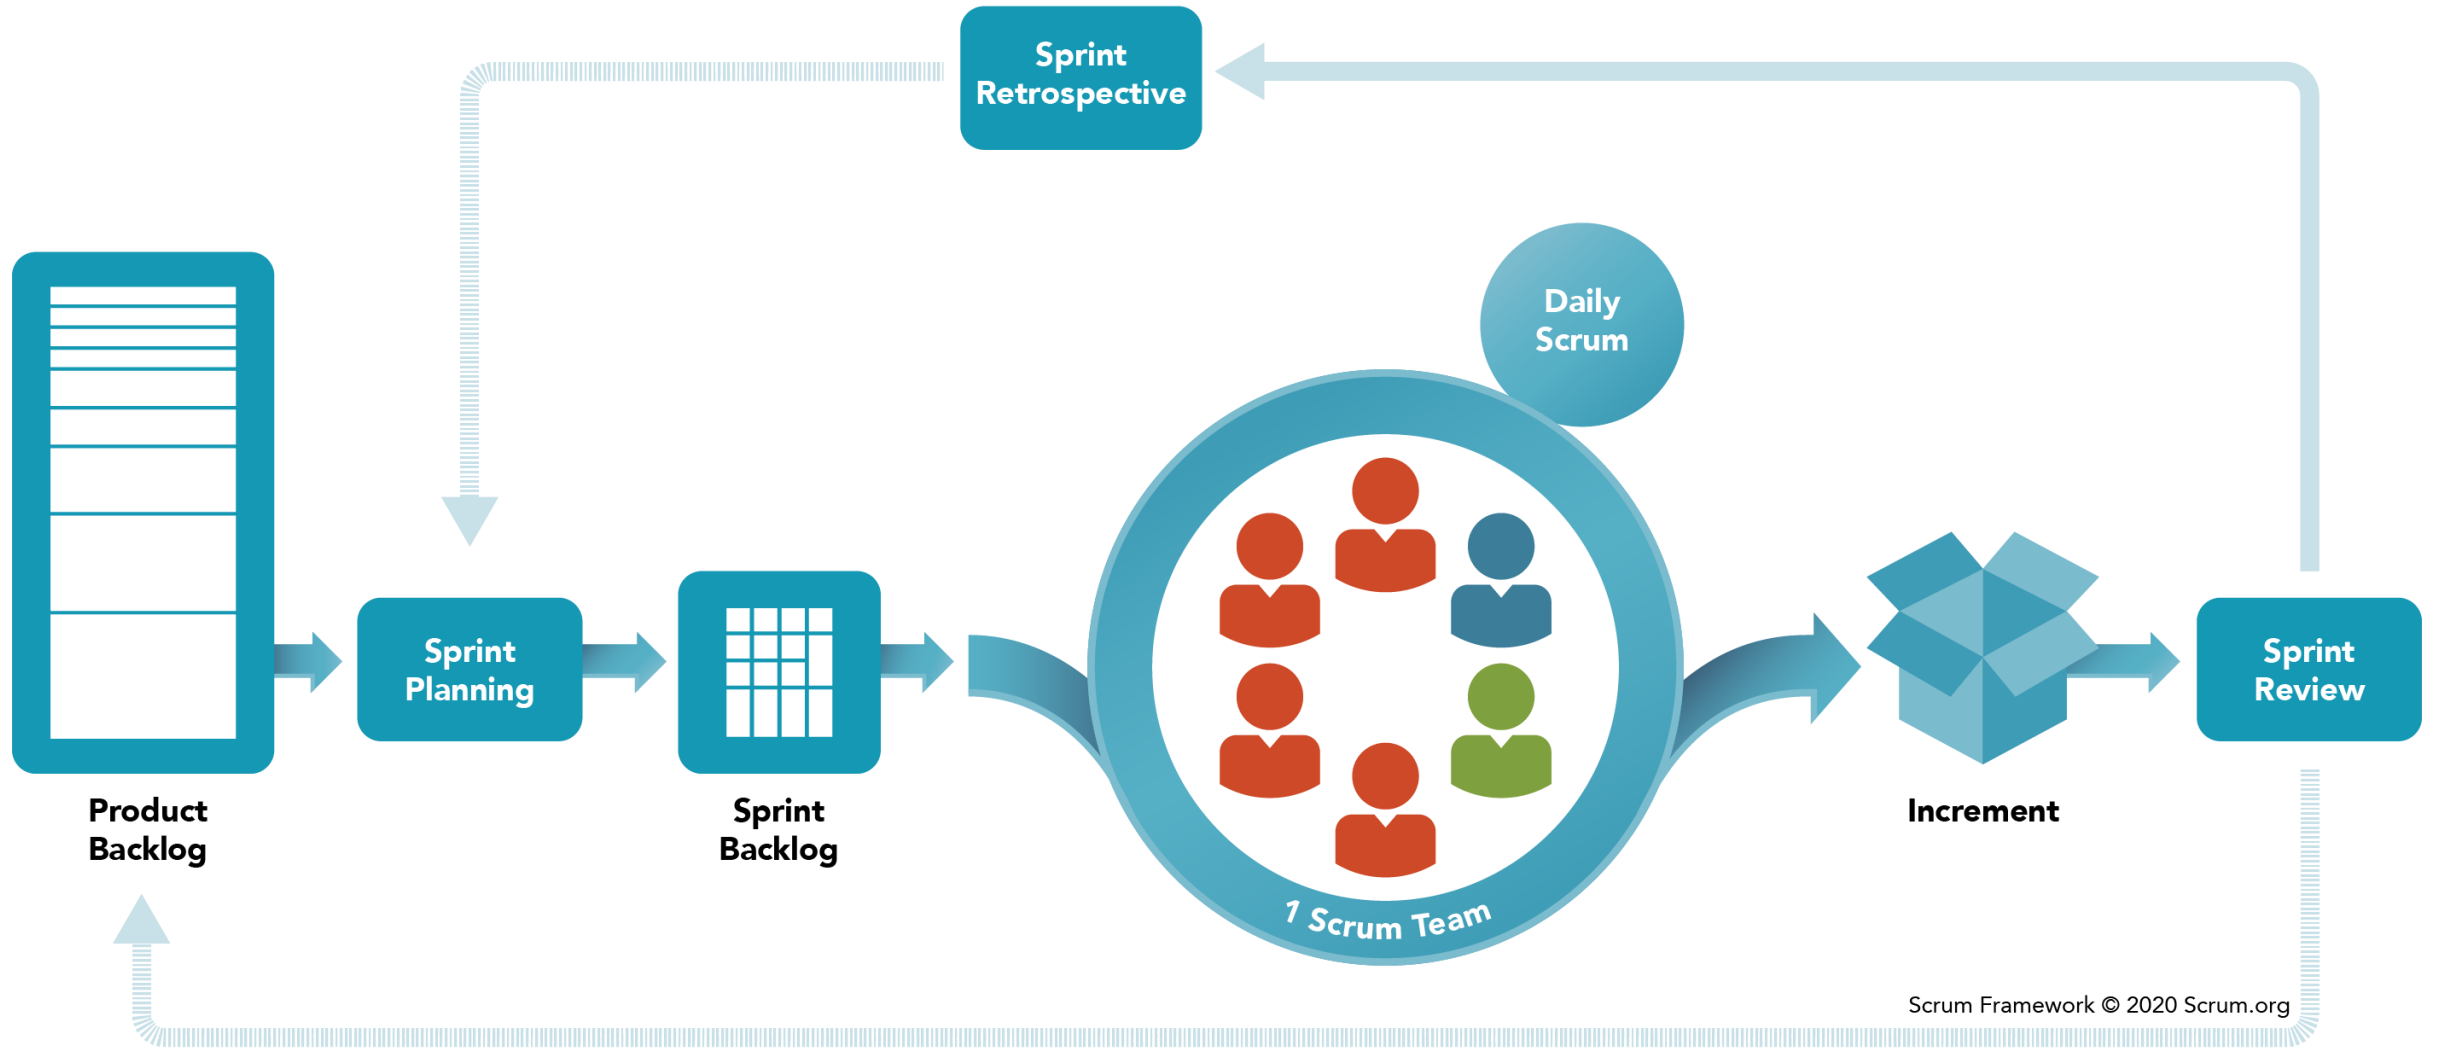 Sprint
Retrospective
Daily
Scrum
Sprint
Planning
Sprint
Review
Product
Backlog
Sprint
Backlog
Increment
1 Scrum Team
Scrum Framework © 2020 Scrum.org